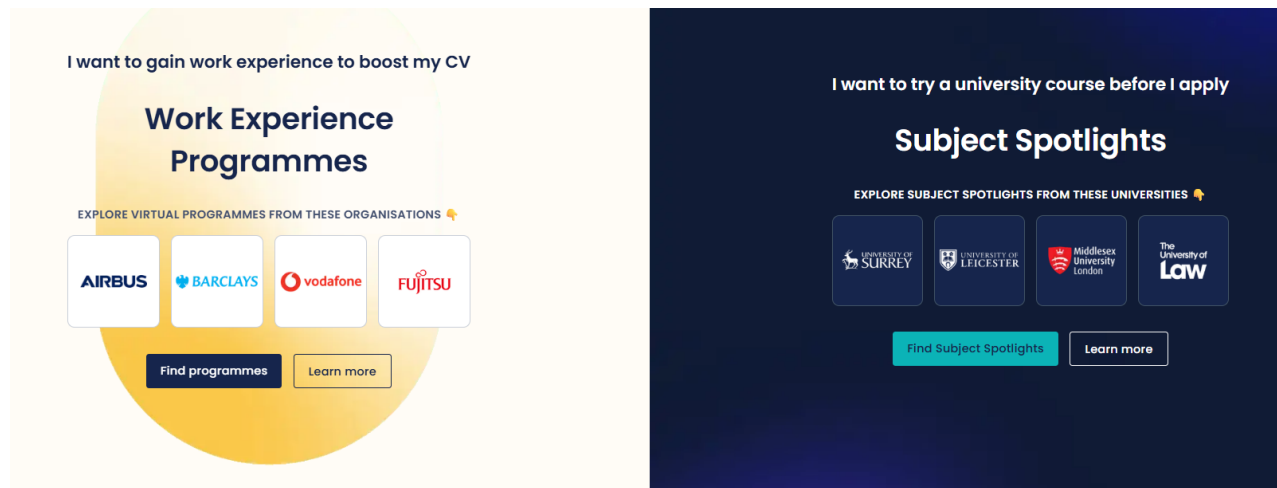 I want to gain work experience to boost my CV
Work Experience
Programmes
EXPLORE VIRTUAL PROGRAMMES FROM THESE ORGANISATIONS 👇
AIRBUS
BARCLAYS
vodafone
FUJITSU
Find programmes
Learn more
I want to try a university course before I apply
Subject Spotlights
EXPLORE SUBJECT SPOTLIGHTS FROM THESE UNIVERSITIES 👇
UNIVERSITY OF
SURREY
UNIVERSITY OF
LEICESTER
Middlesex
University
London
The
University of
Law
Find Subject Spotlights
Learn more